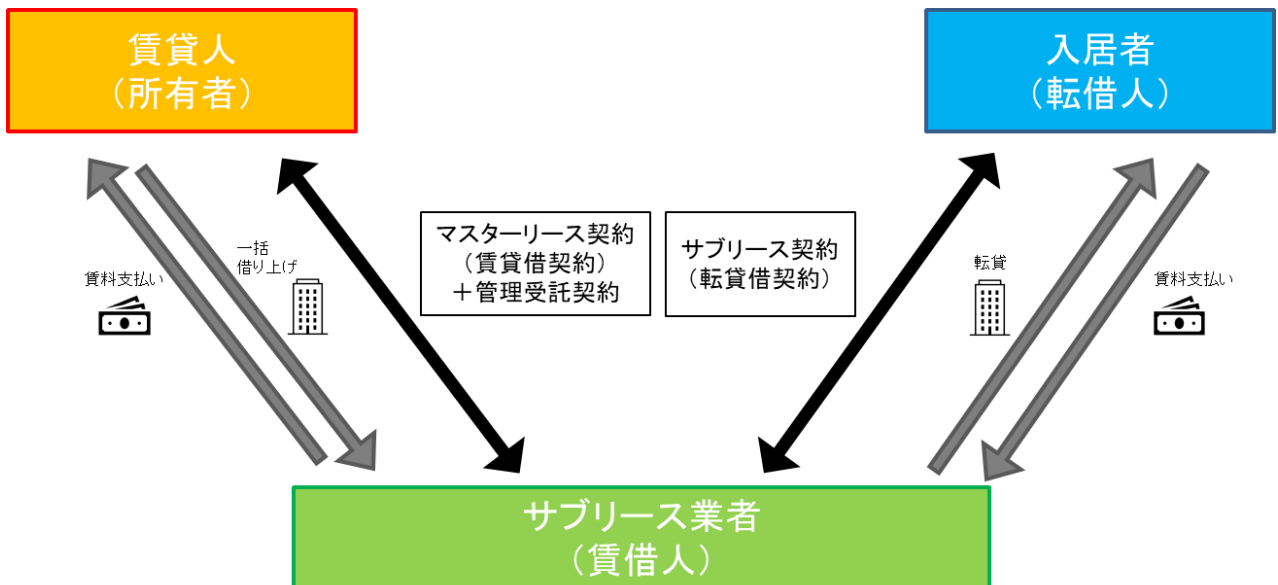 賃貸人
（所有者）
入居者
（転借人）
マスターリース契約
（賃貸借契約）
＋管理受託契約
サブリース契約
（転貸借契約）
一括
借り上げ
賃料支払い
転貸
賃料支払い
サブリース業者
（賃借人）